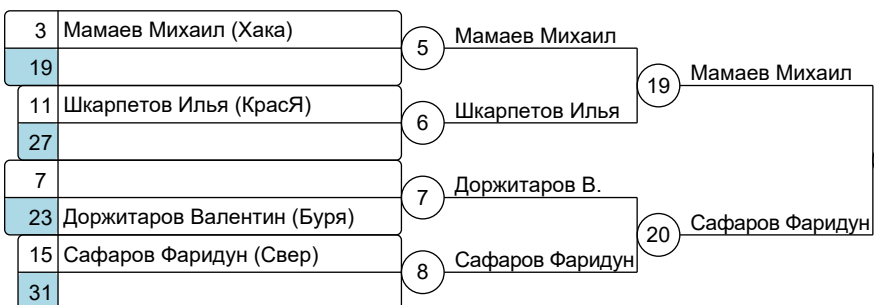 3 Мамаев Михаил (Хака)
19
11 Шкарпетов Илья (КрасЯ)
27
7
23 Доржитаров Валентин (Буря)
15 Сафаров Фаридун (Свер)
31
5 Мамаев Михаил
6 Шкарпетов Илья
7 Доржитаров В.
8 Сафаров Фаридун
19 Мамаев Михаил
20 Сафаров Фаридун